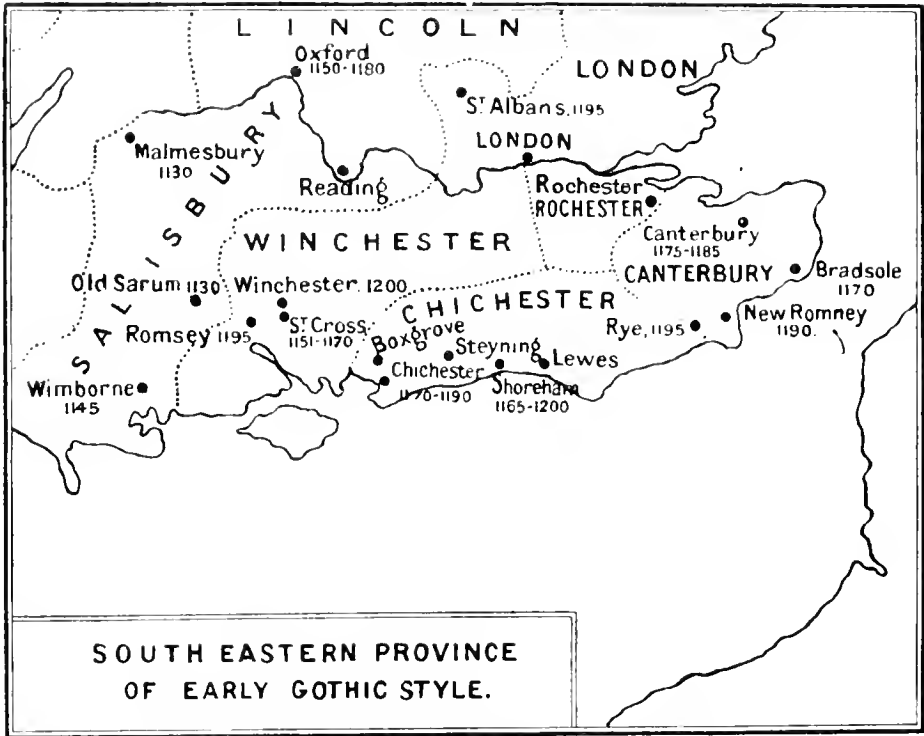 LINCOLN
Oxford
1150-1180
LONDON
ST Albans, 1195
LONDON
Malmesbury
1130
Reading
SALISBURY
Rochester
ROCHESTER
WINCHESTER
Canterbury
1175-1185
CANTERBURY
Bradsole
1170
Old Sarum 1130
Winchester 1200
CHICHESTER
Romsey 1195
ST Cross
1151-1170
Boxgrove
Steyning
Lewes
Rye, 1195
New Romney
1190.
Wimborne
1145
Chichester
1170-1190
Shoreham
1165-1200
SOUTH EASTERN PROVINCE
OF EARLY GOTHIC STYLE.